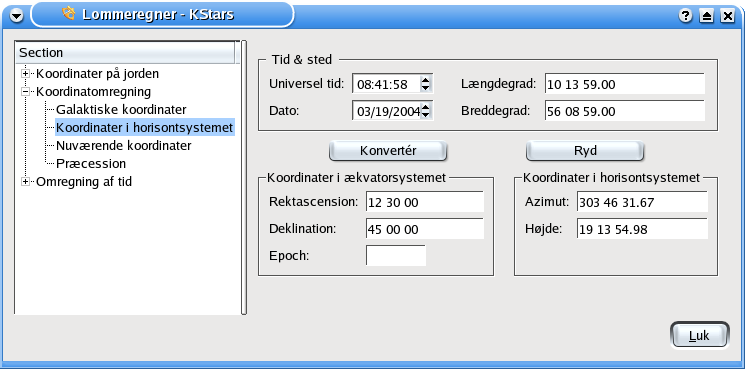 Lommeregner - KStars
Section
Koordinater på jorden
Koordinatomregning
Galaktiske koordinater
Koordinater i horisontsystemet
Nuværende koordinater
Præcession
Omregning af tid
Tid & sted
Universel tid: 08:41:58 Længdegrad: 10 13 59.00
Dato: 03/19/2004 Breddegrad: 56 08 59.00
Konvertér Ryd
Koordinater i ækvatorsystemet
Rektascension: 12 30 00
Deklination: 45 00 00
Epoch:
Koordinater i horisontsystemet
Azimut: 303 46 31.67
Højde: 19 13 54.98
Luk